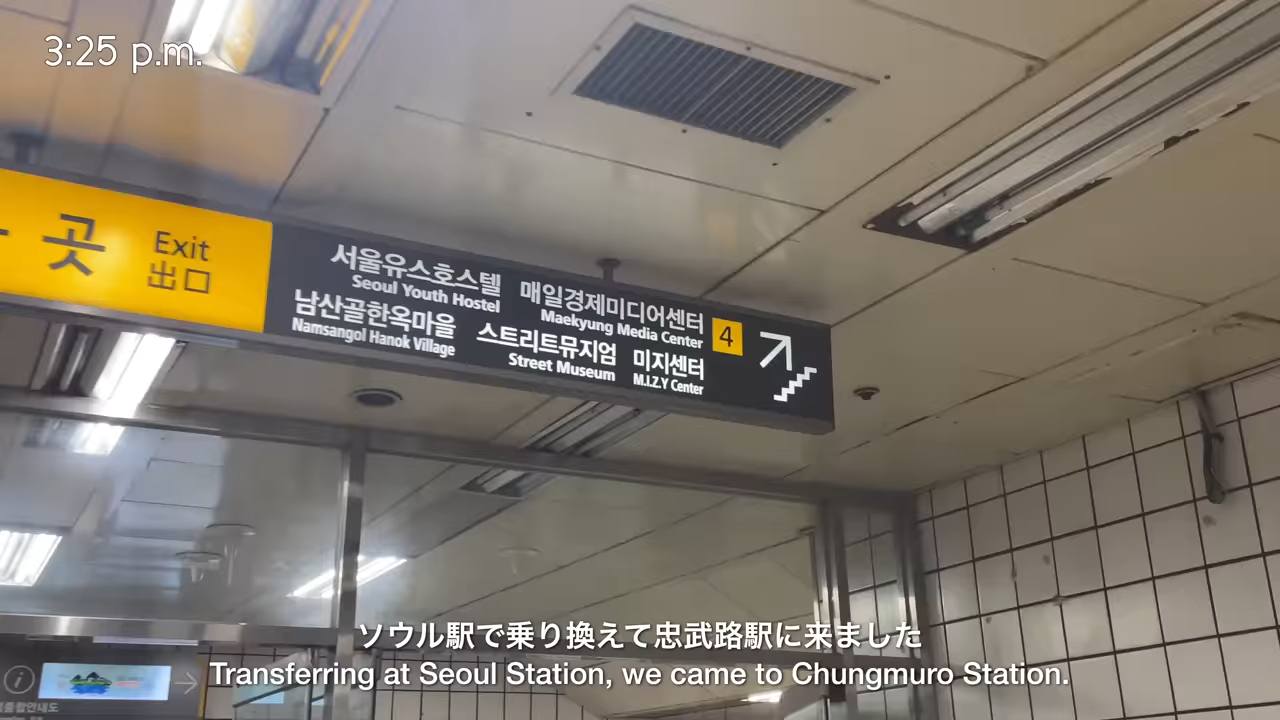 3:25 p.m.
곳
Exit
出口
서울유스호스텔
Seoul Youth Hostel
매일경제미디어센터
Maekyung Media Center
남산골한옥마을
Namsangol Hanok Village
스트리트뮤지엄
Street Museum
미지센터
M.I.Z.Y Center
4
ソウル駅で乗り換えて忠武路駅に来ました
Transferring at Seoul Station, we came to Chungmuro Station.